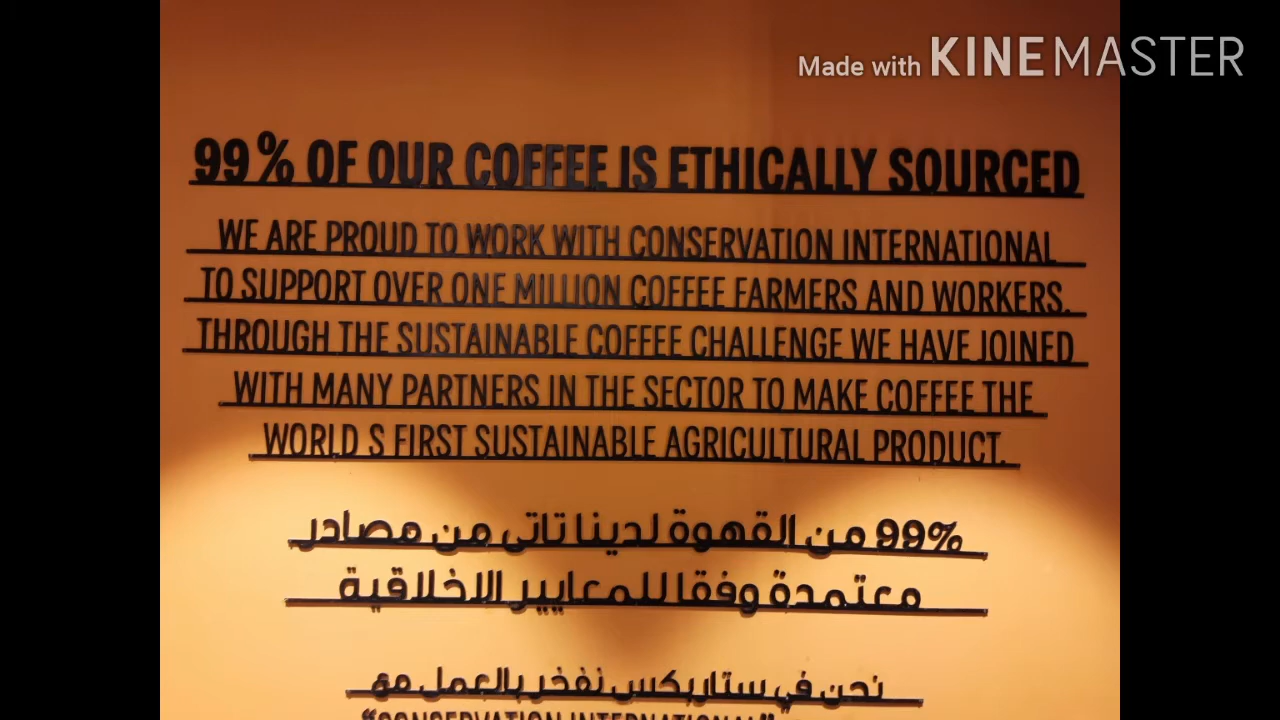 Made with KINEMASTER
99% OF OUR COFFEE IS ETHICALLY SOURCED
WE ARE PROUD TO WORK WITH CONSERVATION INTERNATIONAL
TO SUPPORT OVER ONE MILLION COFFEE FARMERS AND WORKERS.
THROUGH THE SUSTAINABLE COFFEE CHALLENGE WE HAVE JOINED
WITH MANY PARTNERS IN THE SECTOR TO MAKE COFFEE THE
WORLD S FIRST SUSTAINABLE AGRICULTURAL PRODUCT.
99% من القهوة لدينا تاتي من مصادر
معتمدة وفقا للمعايير الاخلاقية
نحن في ستاربكس نفخر بالعمل مع
"CONSERVATION INTERNATIONAL"